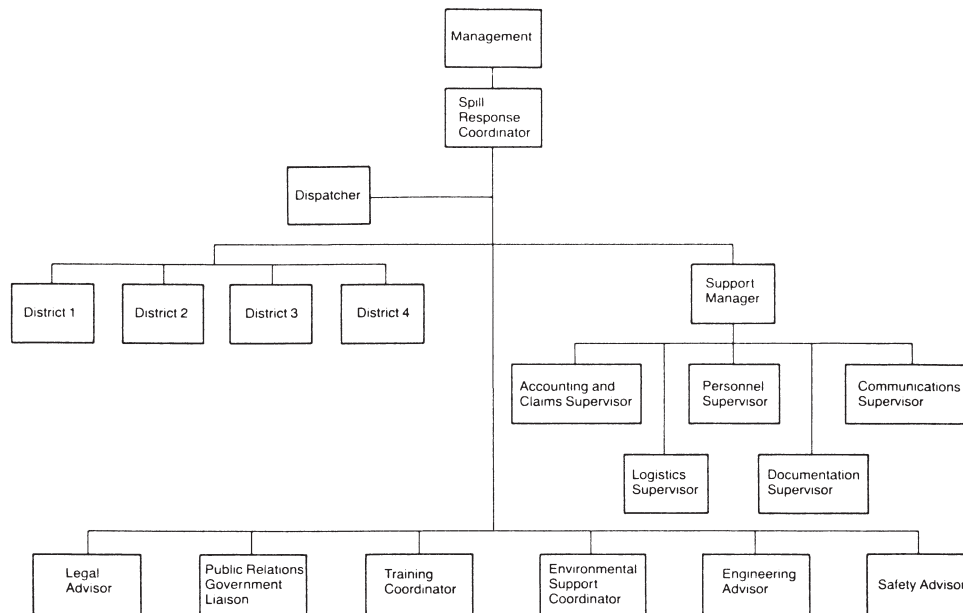 Management
Spill
Response
Coordinator
Dispatcher
District 1
District 2
District 3
District 4
Support
Manager
Accounting and
Claims Supervisor
Personnel
Supervisor
Communications
Supervisor
Logistics
Supervisor
Documentation
Supervisor
Legal
Advisor
Public Relations
Government
Liaison
Training
Coordinator
Environmental
Support
Coordinator
Engineering
Advisor
Safety Advisor